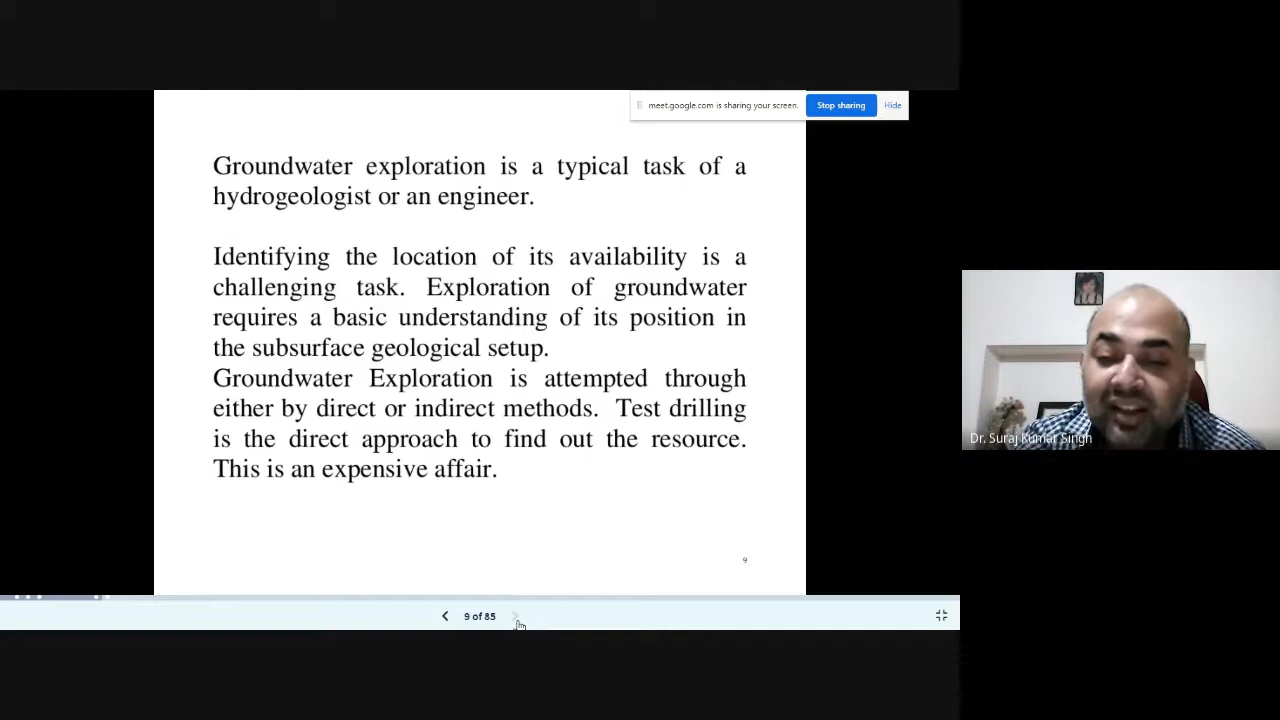 meet.google.com is sharing your screen.
Stop sharing
Hide
Groundwater exploration is a typical task of a
hydrogeologist or an engineer.
Identifying the location of its availability is a
challenging task. Exploration of groundwater
requires a basic understanding of its position in
the subsurface geological setup.
Groundwater Exploration is attempted through
either by direct or indirect methods. Test drilling
is the direct approach to find out the resource.
This is an expensive affair.
9
9 of 85
Dr. Suraj Kumar Singh